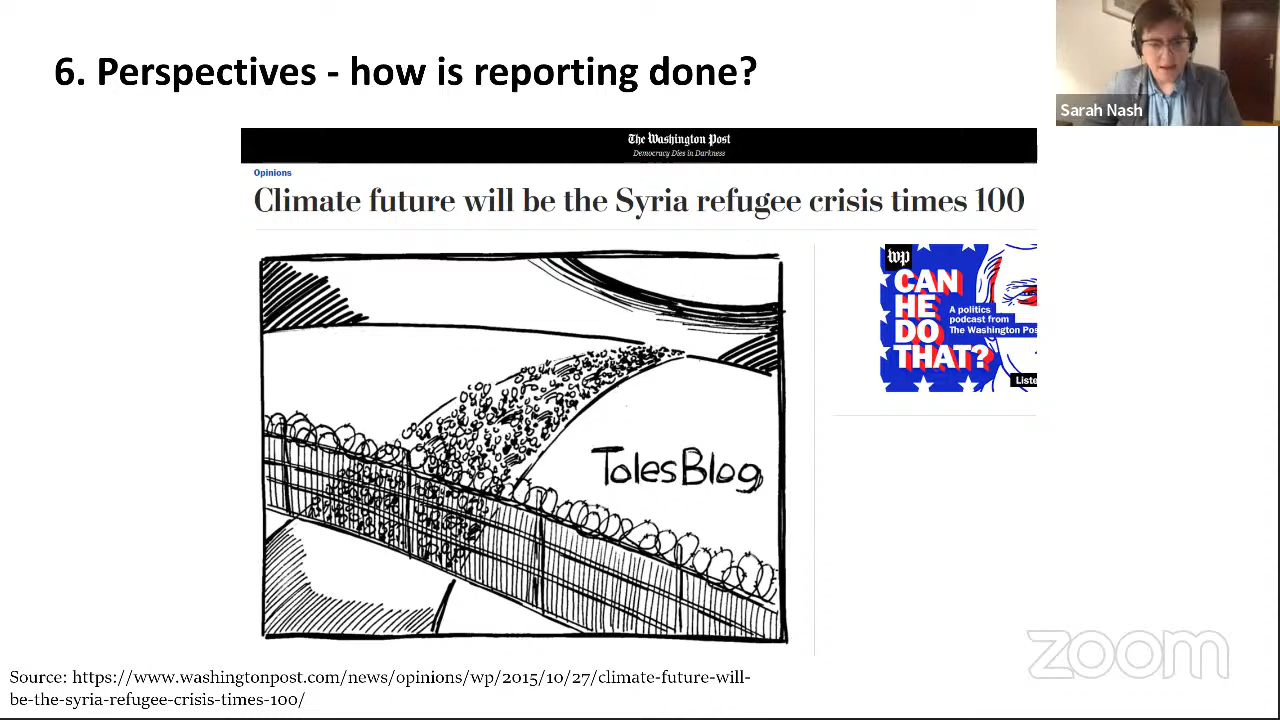 6. Perspectives - how is reporting done?
Sarah Nash
The Washington Post
Democracy Dies in Darkness
Opinions
Climate future will be the Syria refugee crisis times 100
wp
CAN
HE
DO
THAT?
A politics
podcast from
The Washington Pos
Liste
TolesBlog
zoom
Source: https://www.washingtonpost.com/news/opinions/wp/2015/10/27/climate-future-will-
be-the-syria-refugee-crisis-times-100/